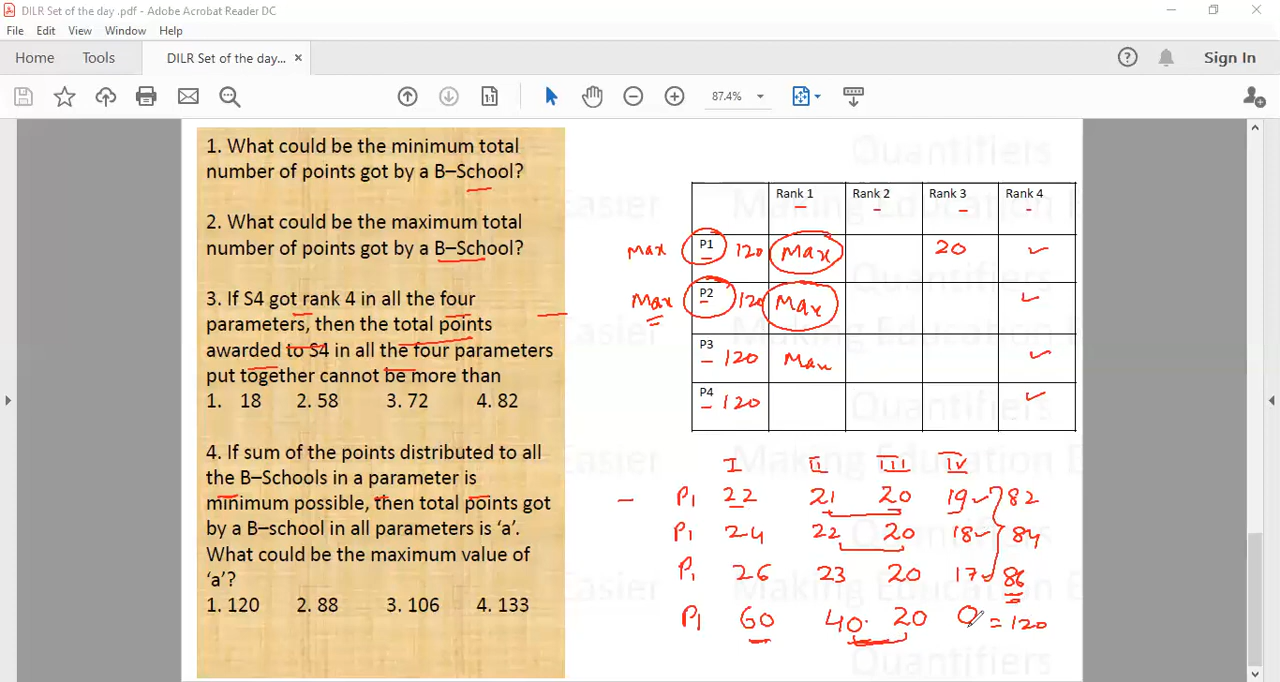 DILR Set of the day .pdf - Adobe Acrobat Reader DC
File Edit View Window Help
Home Tools DILR Set of the day... × Sign In
87.4%
1. What could be the minimum total
number of points got by a B–School?
2. What could be the maximum total
number of points got by a B–School?
3. If S4 got rank 4 in all the four
parameters, then the total points
awarded to S4 in all the four parameters
put together cannot be more than
1. 18 2. 58 3. 72 4. 82
4. If sum of the points distributed to all
the B–Schools in a parameter is
minimum possible, then total points got
by a B–school in all parameters is ‘a’.
What could be the maximum value of
‘a’?
1. 120 2. 88 3. 106 4. 133
Quantifiers
Easier Making Education E
Quantifiers
Easier Making Education E
Quantifiers
Rank 1 Rank 2 Rank 3 Rank 4
Max P1 120 Max 20 ✓
Max P2 120 Max ✓
P3 120 Max ✓
P4 120 ✓
I II III IV
– P1 22 21 20 19 82
P1 24 22 20 18 84
P1 26 23 20 17 86
P1 60 40 20 0 = 120